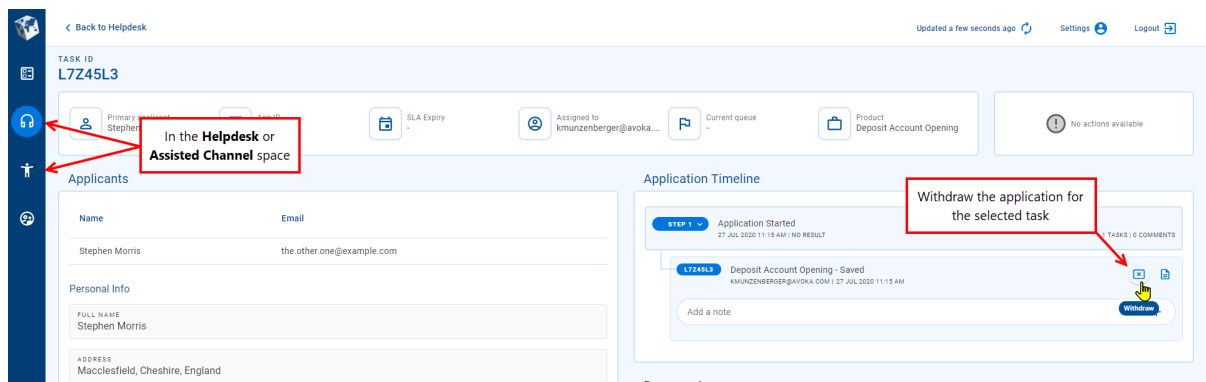 Back to Helpdesk
Updated a few seconds ago
Settings
Logout
TASK ID
L7Z45L3
Primary applicant
Stephen
App ID
SLA Expiry
-
Assigned to
kmunzenberger@avoka...
Current queue
-
Product
Deposit Account Opening
No actions available
In the Helpdesk or
Assisted Channel space
Applicants
Name
Email
Stephen Morris
the.other.one@example.com
Personal Info
FULL NAME
Stephen Morris
ADDRESS
Macclesfield, Cheshire, England
Application Timeline
Withdraw the application for
the selected task
STEP 1
Application Started
27 JUL 2020 11:15 AM | NO RESULT
1 TASKS | 0 COMMENTS
L7Z45L3
Deposit Account Opening - Saved
KMUNZENBERGER@AVOKA.COM | 27 JUL 2020 11:15 AM
Add a note
Withdraw